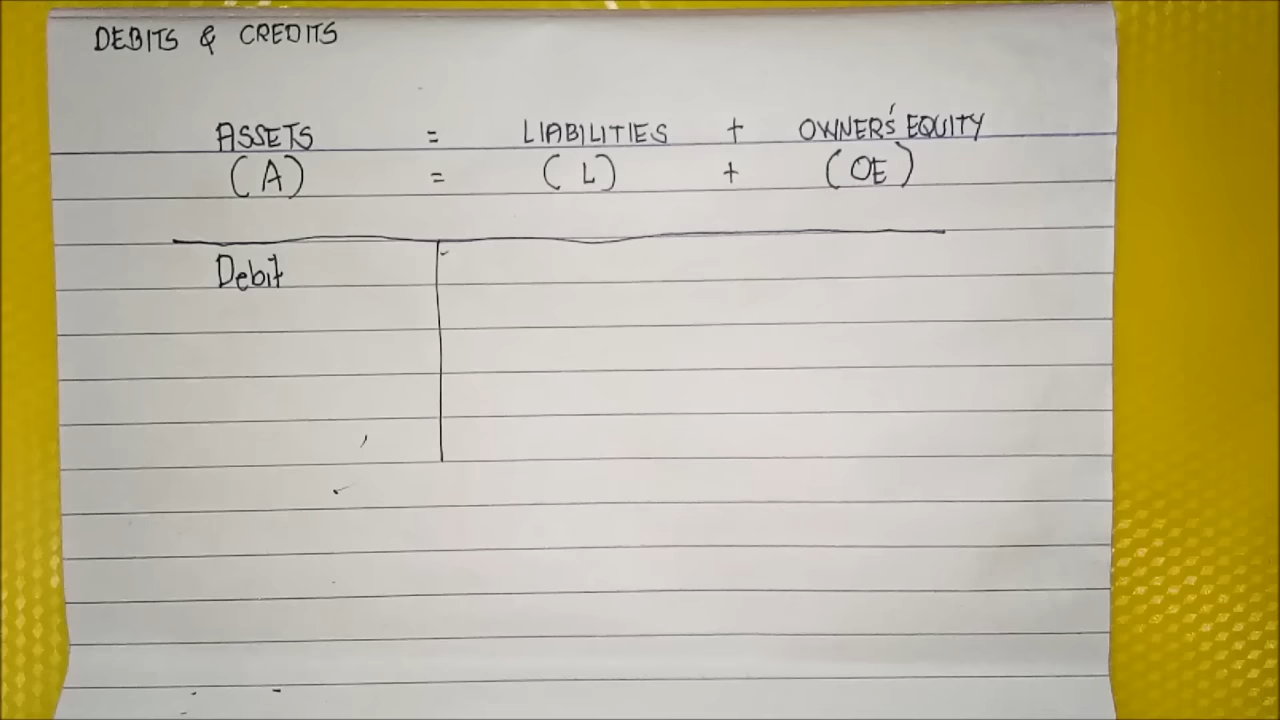 DEBITS & CREDITS
ASSETS = LIABILITIES + OWNER'S EQUITY
(A) = (L) + (OE)
Debit